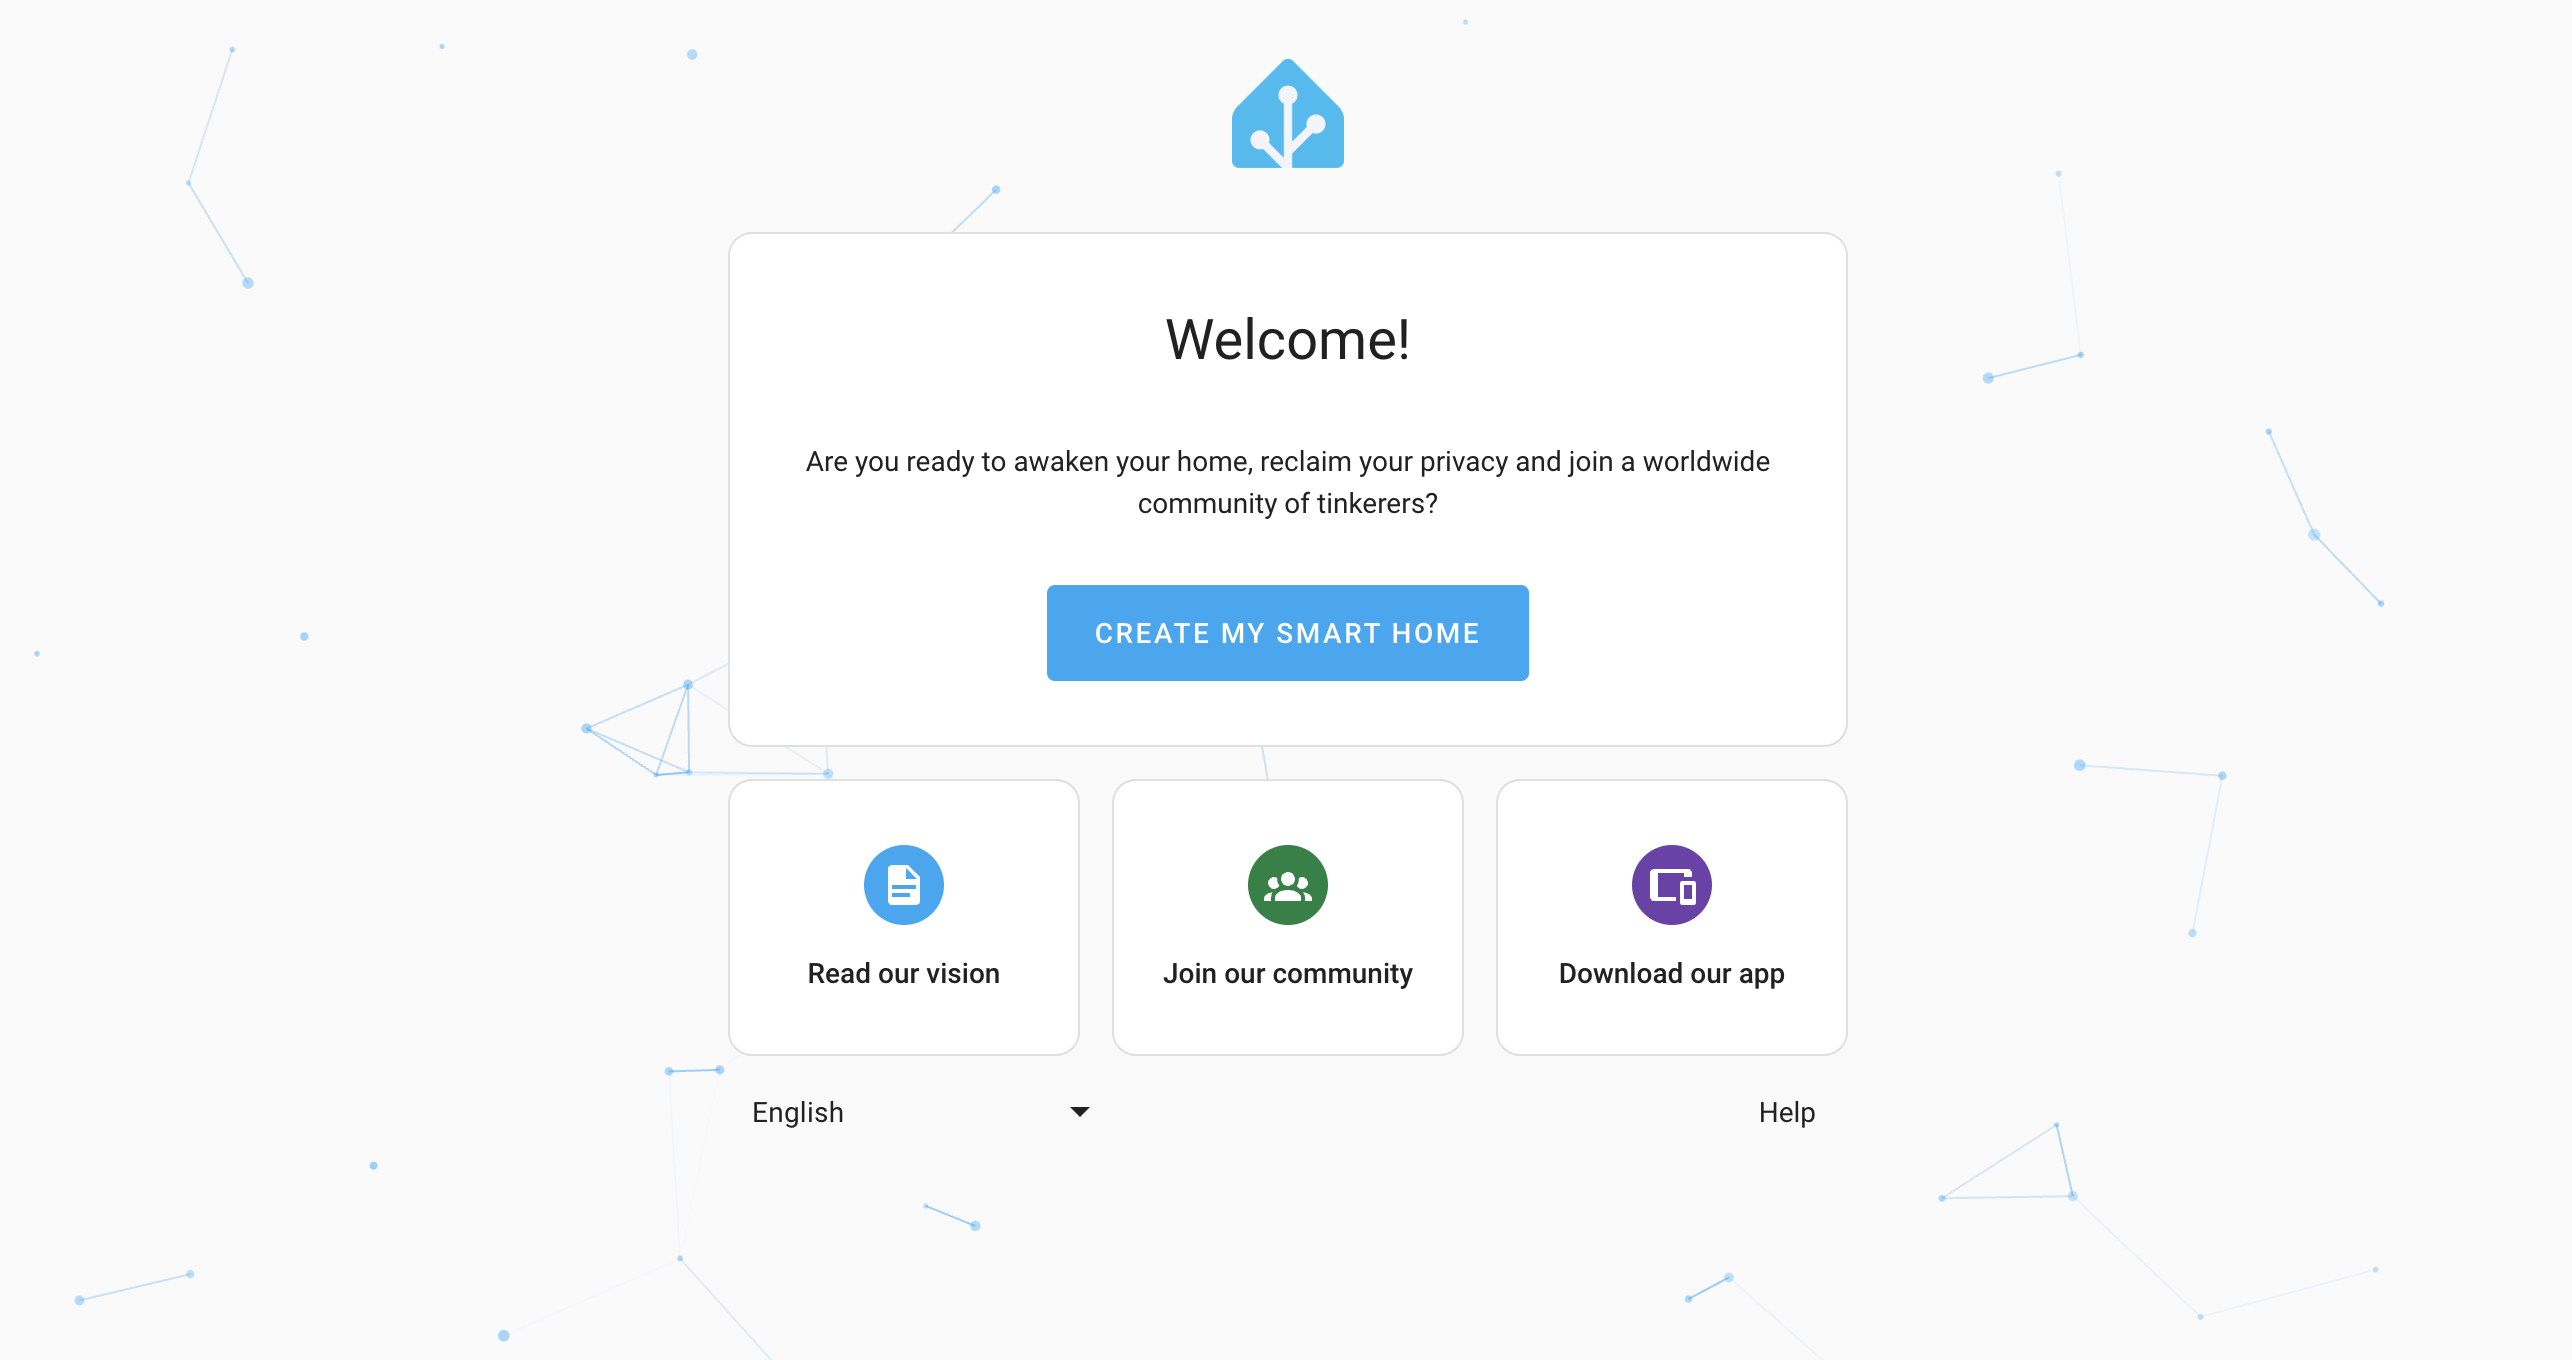 Welcome!
Are you ready to awaken your home, reclaim your privacy and join a worldwide
community of tinkerers?
CREATE MY SMART HOME
Read our vision
Join our community
Download our app
English
Help